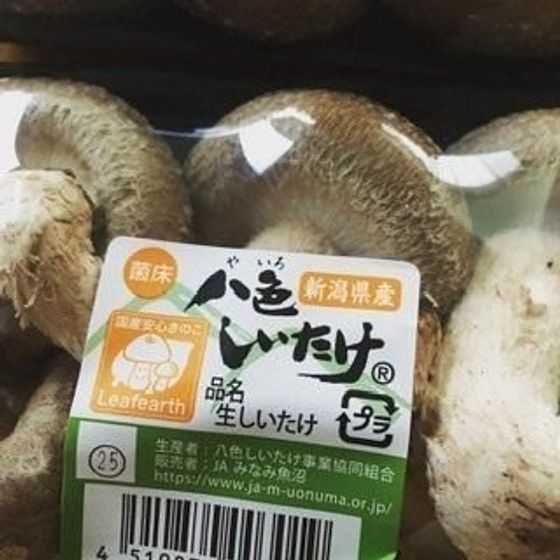 菌床
やいろ
八色
しいたけ®
新潟県産
国産安心きのこ
Leafearth
品名
生しいたけ
プラ
25
生産者：八色しいたけ事業協同組合
販売者：JA みなみ魚沼
https://www.ja-m-uonuma.or.jp/